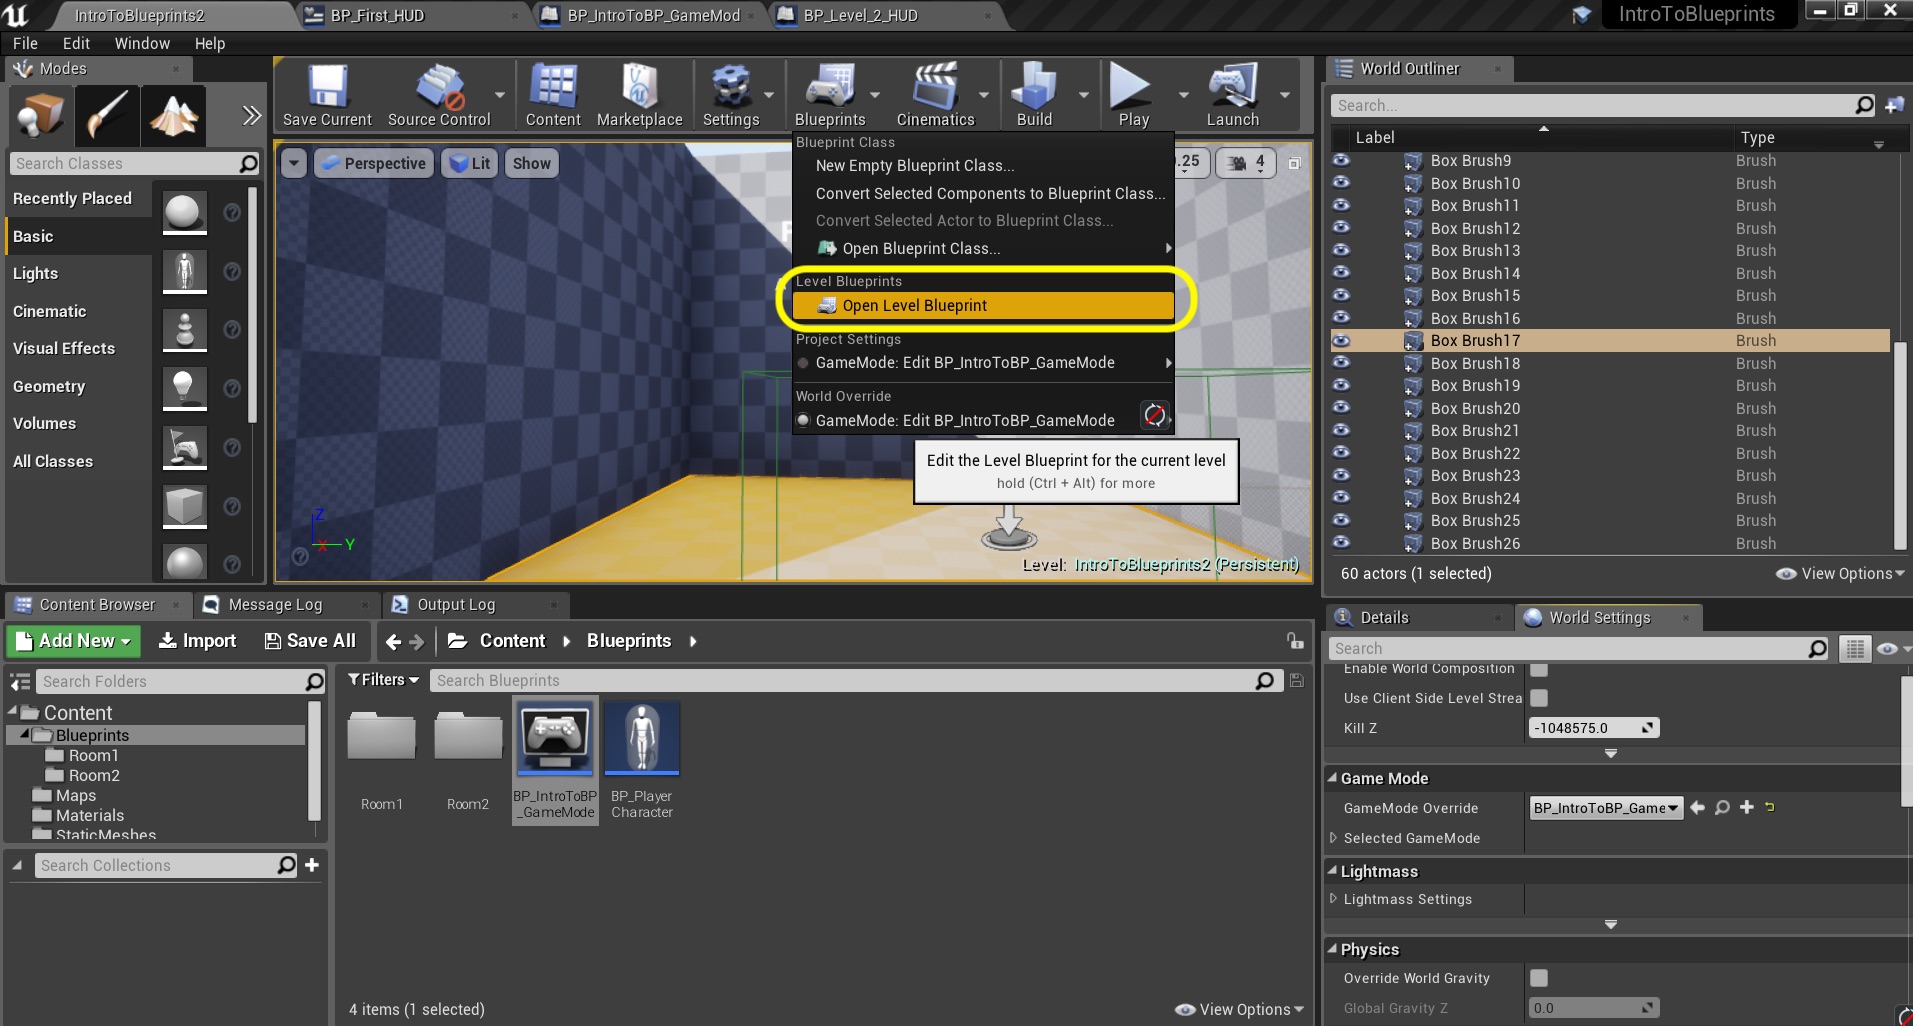 IntroToBlueprints2
BP_First_HUD
BP_IntroToBP_GameMod
BP_Level_2_HUD
IntroToBlueprints
File Edit Window Help
Modes
Search Classes
Recently Placed
Basic
Lights
Cinematic
Visual Effects
Geometry
Volumes
All Classes
Save Current
Source Control
Content
Marketplace
Settings
Blueprints
Cinematics
Build
Play
Launch
Perspective
Lit
Show
.25
4
Blueprint Class
New Empty Blueprint Class...
Convert Selected Components to Blueprint Class...
Convert Selected Actor to Blueprint Class...
Open Blueprint Class...
Level Blueprints
Open Level Blueprint
Project Settings
GameMode: Edit BP_IntroToBP_GameMode
World Override
GameMode: Edit BP_IntroToBP_GameMode
Edit the Level Blueprint for the current level
hold (Ctrl + Alt) for more
Z
X
Y
Level: IntroToBlueprints2 (Persistent)
World Outliner
Search...
Label Type
Box Brush9 Brush
Box Brush10 Brush
Box Brush11 Brush
Box Brush12 Brush
Box Brush13 Brush
Box Brush14 Brush
Box Brush15 Brush
Box Brush16 Brush
Box Brush17 Brush
Box Brush18 Brush
Box Brush19 Brush
Box Brush20 Brush
Box Brush21 Brush
Box Brush22 Brush
Box Brush23 Brush
Box Brush24 Brush
Box Brush25 Brush
Box Brush26 Brush
60 actors (1 selected)
View Options
Content Browser
Message Log
Output Log
Add New
Import
Save All
Content
Blueprints
Search Folders
Content
Blueprints
Room1
Room2
Maps
Materials
StaticMeshes
Search Collections
Filters
Search Blueprints
Room1
Room2
BP_IntroToBP
_GameMode
BP_Player
Character
4 items (1 selected)
View Options
Details
World Settings
Search
Enable World Composition
Use Client Side Level Strea
Kill Z -1048575.0
Game Mode
GameMode Override BP_IntroToBP_Game
Selected GameMode
Lightmass
Lightmass Settings
Physics
Override World Gravity
Global Gravity Z 0.0